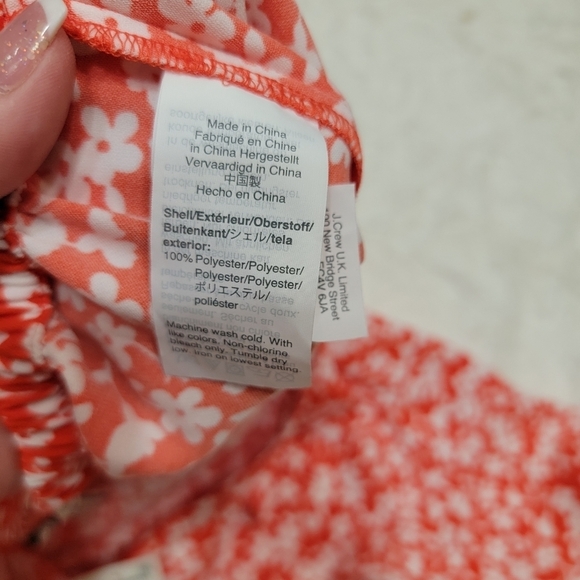 Made in China
Fabriqué en Chine
in China Hergestellt
Vervaardigd in China
中国製
Hecho en China
Shell/Extérieur/Oberstoff/
Buitenkant/シェル/tela
exterior:
100% Polyester/Polyester/
Polyester/Polyester/
ポリエステル/
poliéster
Machine wash cold. With
like colors. Non-chlorine
bleach only. Tumble dry
low. Iron on lowest setting
J.Crew U.K. Limited
New Bridge Street
6JA